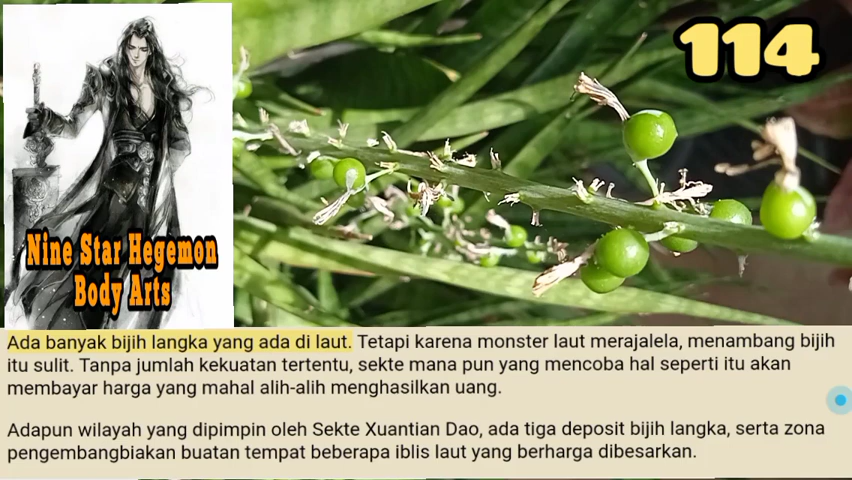 114
Nine Star Hegemon
Body Arts
Ada banyak bijih langka yang ada di laut. Tetapi karena monster laut merajalela, menambang bijih
itu sulit. Tanpa jumlah kekuatan tertentu, sekte mana pun yang mencoba hal seperti itu akan
membayar harga yang mahal alih-alih menghasilkan uang.
Adapun wilayah yang dipimpin oleh Sekte Xuantian Dao, ada tiga deposit bijih langka, serta zona
pengembangbiakan buatan tempat beberapa iblis laut yang berharga dibesarkan.